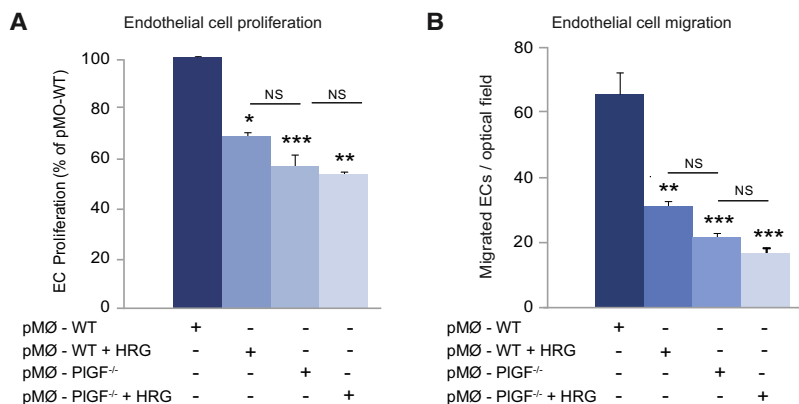 A Endothelial cell proliferation
EC Proliferation (% of pMO-WT)
100
80
60
40
20
0
NS NS
* *** **
pMØ - WT + - - -
pMØ - WT + HRG - + - -
pMØ - PlGF-/- - - + -
pMØ - PlGF-/- + HRG - - - +
B Endothelial cell migration
Migrated ECs / optical field
80
60
40
20
0
NS
NS
** *** ***
pMØ - WT + - - -
pMØ - WT + HRG - + - -
pMØ - PlGF-/- - - + -
pMØ - PlGF-/- + HRG - - - +